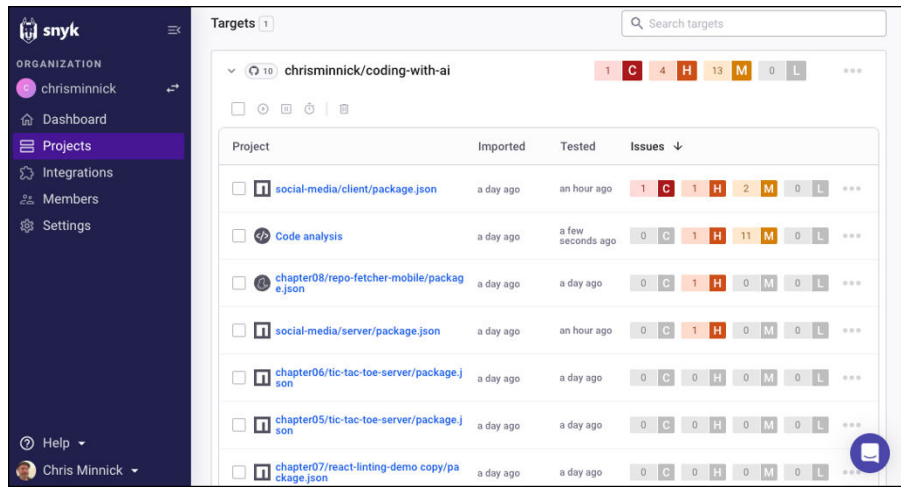 snyk
ORGANIZATION
c chrisminnick
Dashboard
Projects
Integrations
Members
Settings
Help
Chris Minnick
Targets 1
Search targets
10 chrisminnick/coding-with-ai 1 C 4 H 13 M 0 L
Project Imported Tested Issues
social-media/client/package.json a day ago an hour ago 1 C 1 H 2 M 0 L
Code analysis a day ago a few
seconds ago 0 C 1 H 11 M 0 L
chapter08/repo-fetcher-mobile/packag
e.json a day ago a day ago 0 C 1 H 0 M 0 L
social-media/server/package.json a day ago an hour ago 0 C 1 H 0 M 0 L
chapter06/tic-tac-toe-server/package.j
son a day ago a day ago 0 C 0 H 0 M 0 L
chapter05/tic-tac-toe-server/package.j
son a day ago a day ago 0 C 0 H 0 M 0 L
chapter07/react-linting-demo copy/pa
ckage.json a day ago a day ago 0 C 0 H 0 M 0 L